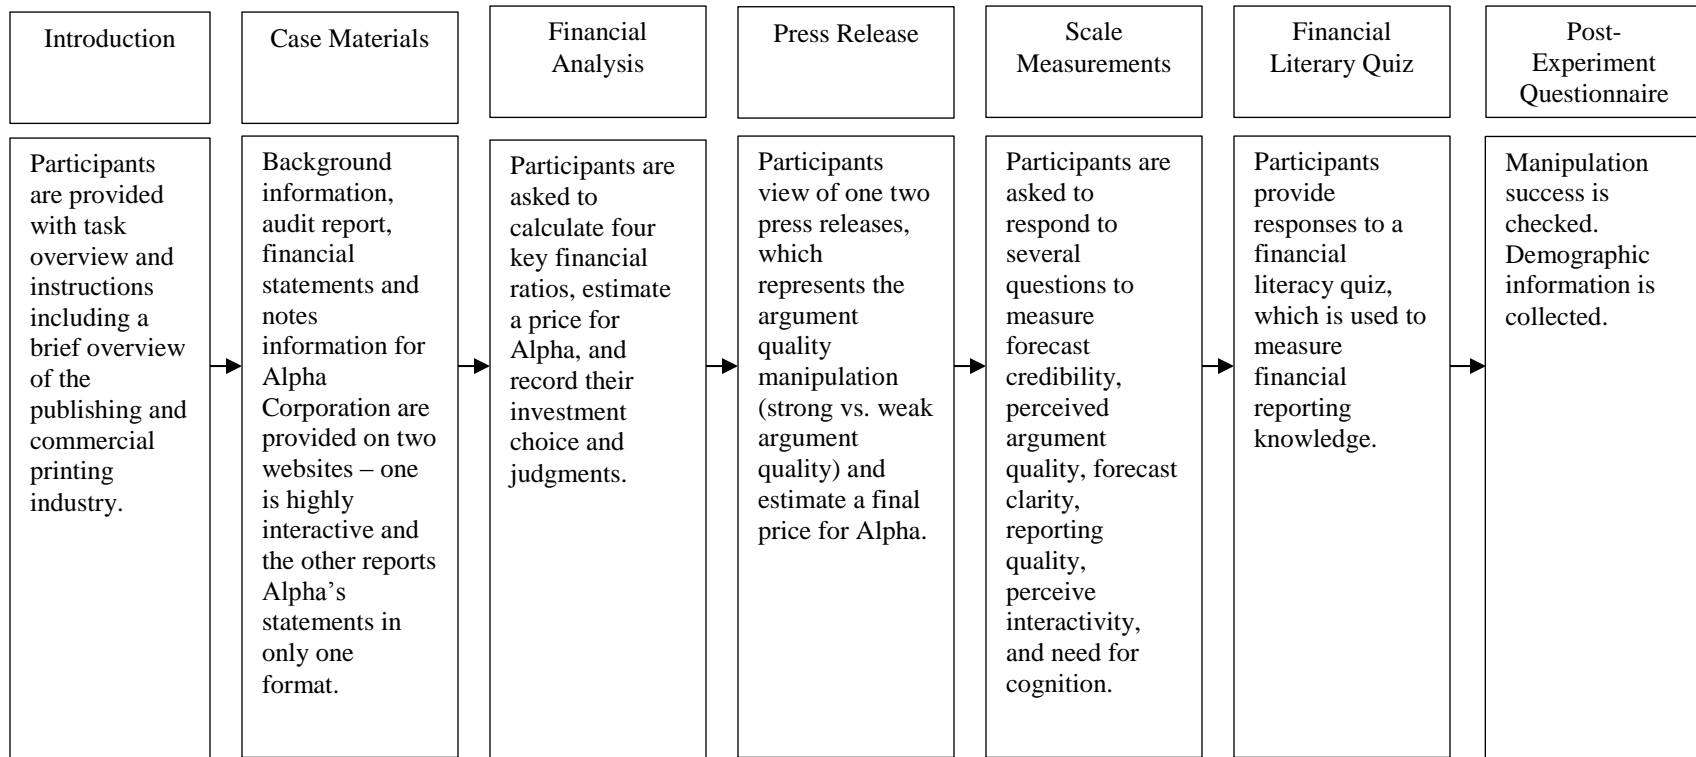 Introduction
Case Materials
Financial
Analysis
Press Release
Scale
Measurements
Financial
Literary Quiz
Post-
Experiment
Questionnaire
Participants
are provided
with task
overview and
instructions
including a
brief overview
of the
publishing and
commercial
printing
industry.
Background
information,
audit report,
financial
statements and
notes
information for
Alpha
Corporation are
provided on two
websites – one
is highly
interactive and
the other reports
Alpha's
statements in
only one
format.
Participants are
asked to
calculate four
key financial
ratios, estimate
a price for
Alpha, and
record their
investment
choice and
judgments.
Participants
view of one two
press releases,
which
represents the
argument
quality
manipulation
(strong vs. weak
argument
quality) and
estimate a final
price for Alpha.
Participants are
asked to
respond to
several
questions to
measure
forecast
credibility,
perceived
argument
quality, forecast
clarity,
reporting
quality,
perceive
interactivity,
and need for
cognition.
Participants
provide
responses to a
financial
literacy quiz,
which is used to
measure
financial
reporting
knowledge.
Manipulation
success is
checked.
Demographic
information is
collected.